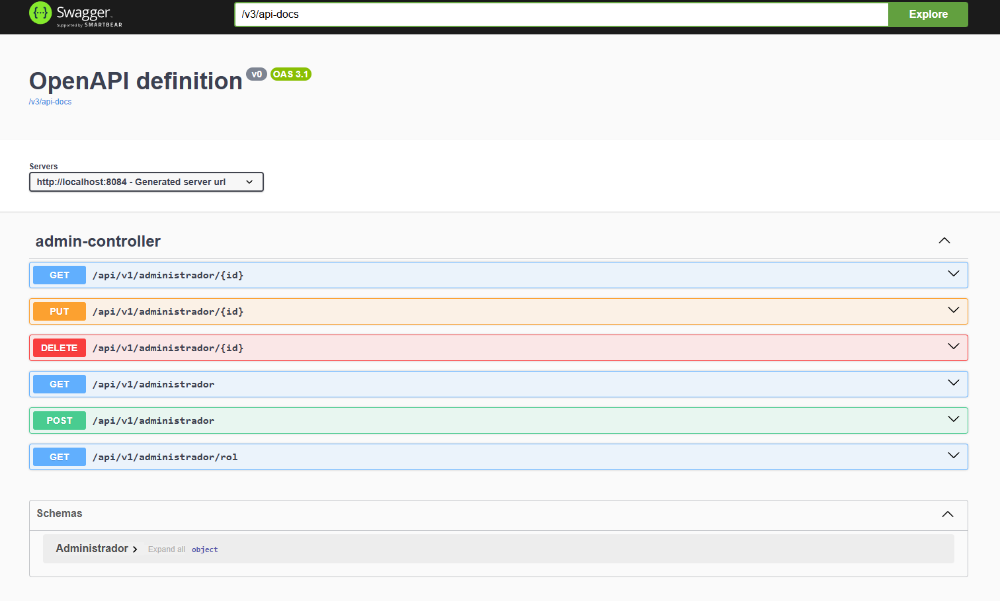 Swagger.
Supported by SMARTBEAR
/v3/api-docs
Explore
OpenAPI definition v0 OAS 3.1
/v3/api-docs
Servers
http://localhost:8084 - Generated server url
admin-controller
GET /api/v1/administrador/{id}
PUT /api/v1/administrador/{id}
DELETE /api/v1/administrador/{id}
GET /api/v1/administrador
POST /api/v1/administrador
GET /api/v1/administrador/rol
Schemas
Administrador Expand all object